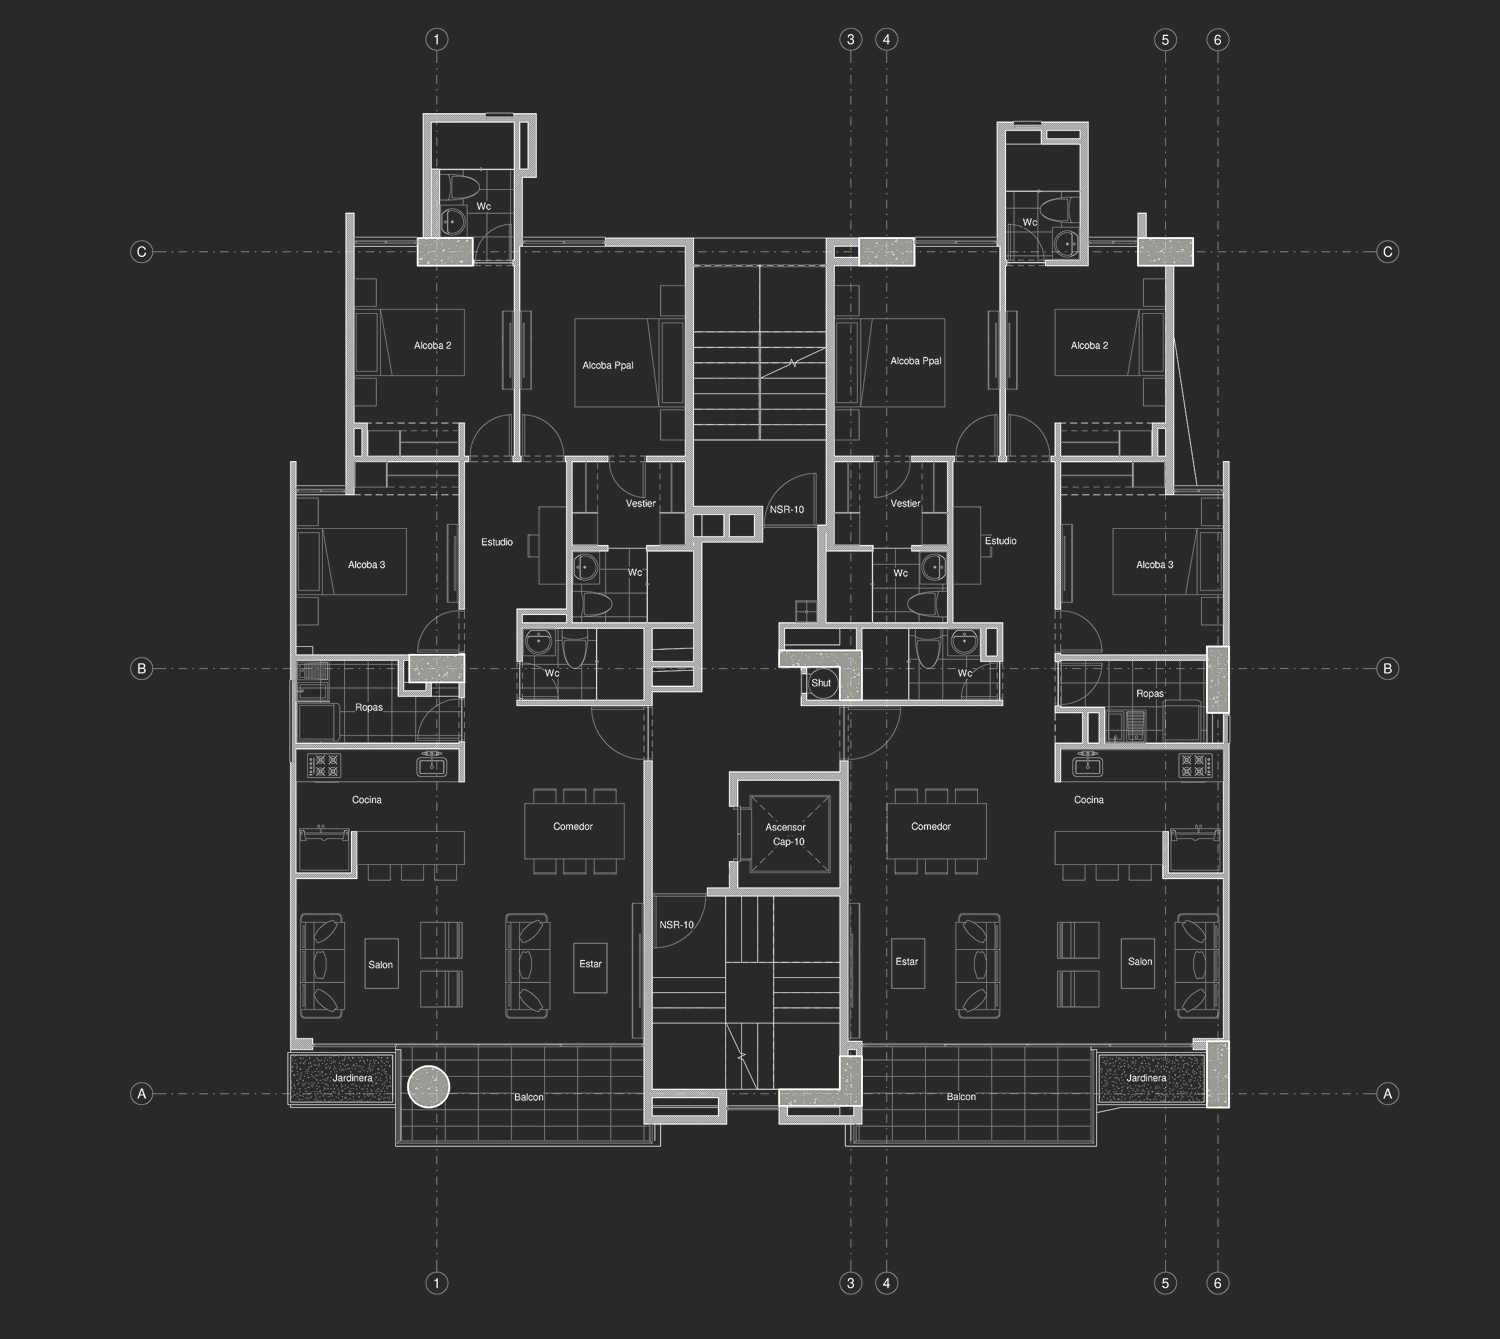 1
3
4
5
6
Wc
Wc
C
C
Alcoba 2
Alcoba Ppal
Alcoba Ppal
Alcoba 2
Vestier
NSR-10
Vestier
Estudio
Estudio
Alcoba 3
Wc
Wc
Alcoba 3
B
Wc
Shut
Wc
B
Ropas
Ropas
Cocina
Cocina
Comedor
Ascensor
Cap-10
Comedor
NSR-10
Salon
Estar
Estar
Salon
Jardinera
Jardinera
A
Balcon
Balcon
A
1
3
4
5
6